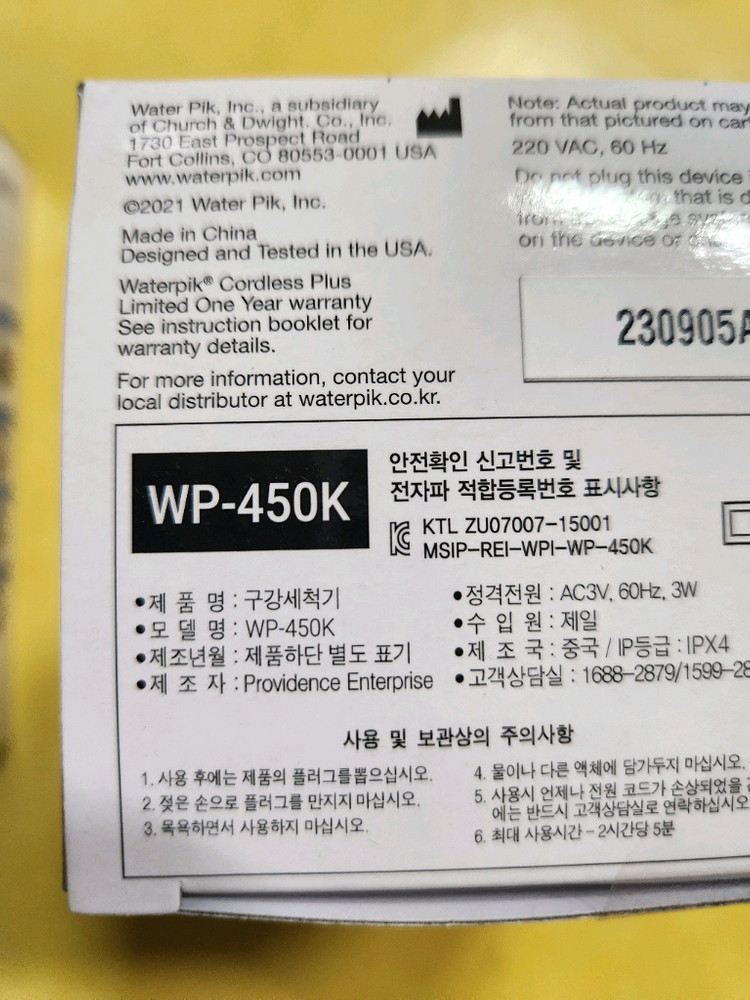 Water Pik, Inc., a subsidiary
of Church & Dwight. Co., Inc.
1730 East Prospect Road
Fort Collins, CO 80553-0001 USA
www.waterpik.com
©2021 Water Pik, Inc.
Made in China
Designed and Tested in the USA.
Waterpik® Cordless Plus
Limited One Year warranty
See instruction booklet for
warranty details.
For more information, contact your
local distributor at waterpik.co.kr.
Note: Actual product may
from that pictured on
220 VAC, 60 Hz
Do not plug this device
that is
from
on the device or
230905A
WP-450K
안전확인 신고번호 및
전자파 적합등록번호 표시사항
KTL ZU07007-15001
MSIP-REI-WPI-WP-450K
•제 품 명 : 구강세척기
•모 델 명 : WP-450K
•제조년월 : 제품하단 별도 표기
•제 조 자 : Providence Enterprise
•정격전원 : AC3V, 60Hz, 3W
•수 입 원 : 제일
•제 조 국 : 중국 / IP등급 : IPX4
•고객상담실 : 1688-2879/1599-28
사용 및 보관상의 주의사항
1. 사용 후에는 제품의 플러그를뽑으십시오.
2. 젖은 손으로 플러그를 만지지 마십시오.
3. 목욕하면서 사용하지 마십시오.
4. 물이나 다른 액체에 담가두지 마십시오.
5. 사용시 언제나 전원 코드가 손상되었을
에는 반드시 고객상담실로 연락하십시오
6. 최대 사용시간 - 2시간당 5분